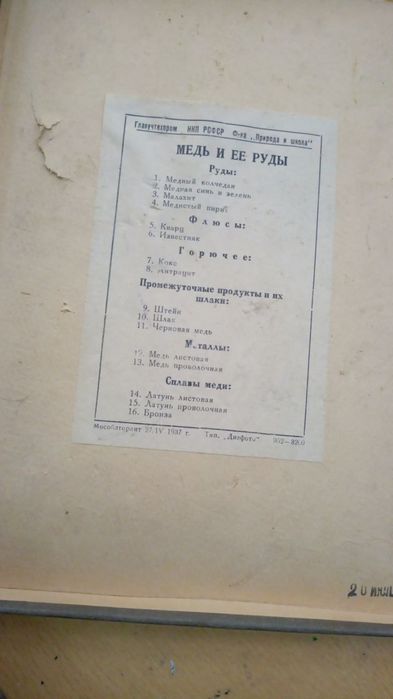 Главучтехпром НКП РСФСР Ф-ка „Природа и школа“
МЕДЬ И ЕЕ РУДЫ
Руды:
1. Медный колчедан
2. Медная синь и зелень
3. Малахит
4. Медистый пирит
Флюсы:
5. Кварц
6. Известняк
Горючее:
7. Кокс
8. Антрацит
Промежуточные продукты и их
шлаки:
9. Штейн
10. Шлак
11. Черновая медь
Металлы:
12. Медь листовая
13. Медь проволочная
Сплавы меди:
14. Латунь листовая
15. Латунь проволочная
16. Бронза
Мособлгорлит 27/IV 1937 г. Тип. „Диафото“
20